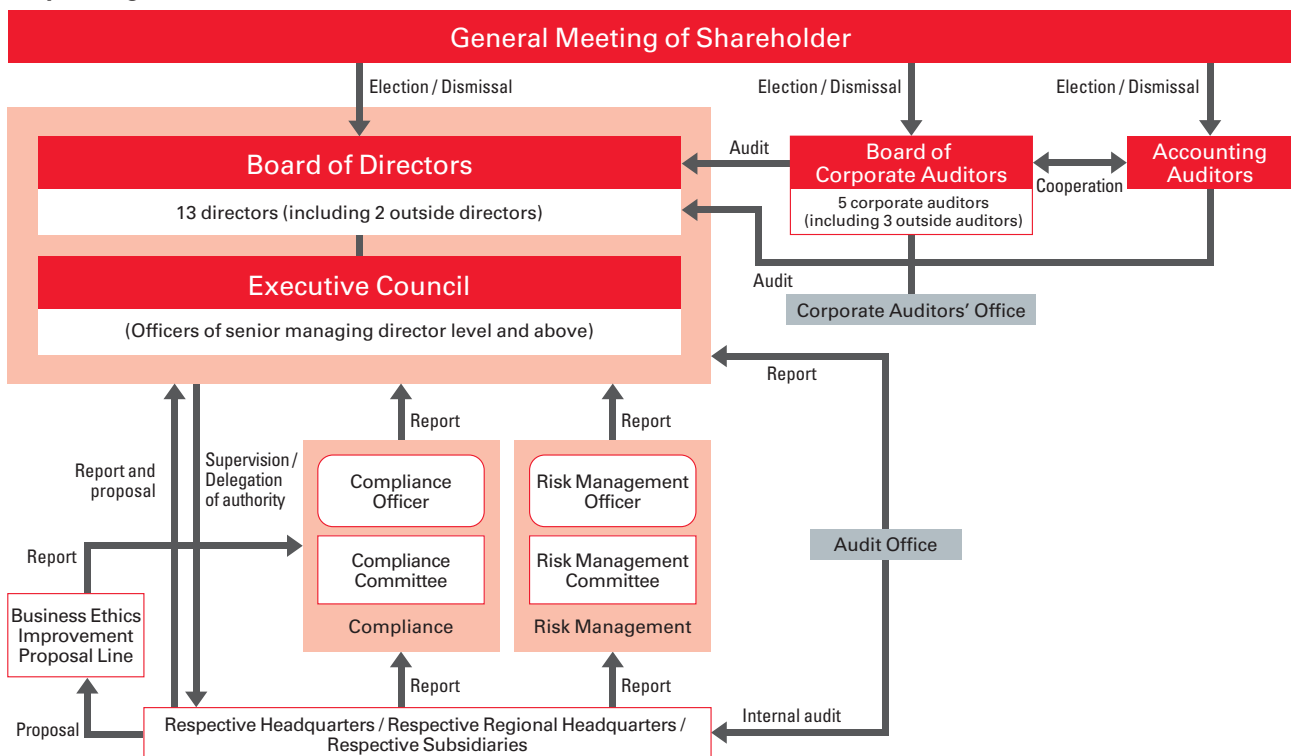 General Meeting of Shareholder
Election / Dismissal
Election / Dismissal
Election / Dismissal
Board of Directors
13 directors (including 2 outside directors)
Audit
Board of
Corporate Auditors
5 corporate auditors
(including 3 outside auditors)
Cooperation
Accounting
Auditors
Executive Council
(Officers of senior managing director level and above)
Audit
Corporate Auditors’ Office
Report
Report and
proposal
Supervision /
Delegation
of authority
Report
Report
Compliance
Officer
Compliance
Committee
Compliance
Risk Management
Officer
Risk Management
Committee
Risk Management
Audit Office
Report
Business Ethics
Improvement
Proposal Line
Report
Report
Proposal
Internal audit
Respective Headquarters / Respective Regional Headquarters /
Respective Subsidiaries